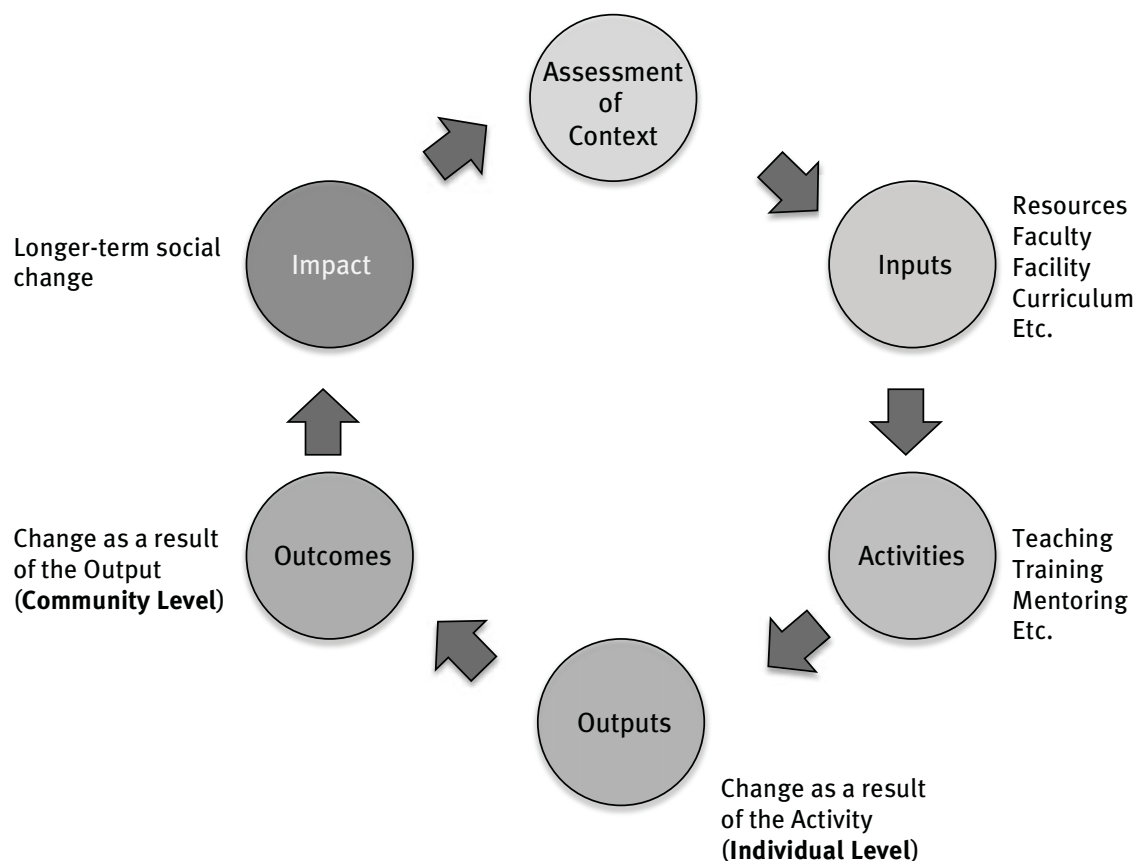 Assessment
of
Context
Inputs
Resources
Faculty
Facility
Curriculum
Etc.
Activities
Teaching
Training
Mentoring
Etc.
Outputs
Change as a result
of the Activity
(Individual Level)
Outcomes
Change as a result
of the Output
(Community Level)
Impact
Longer-term social
change